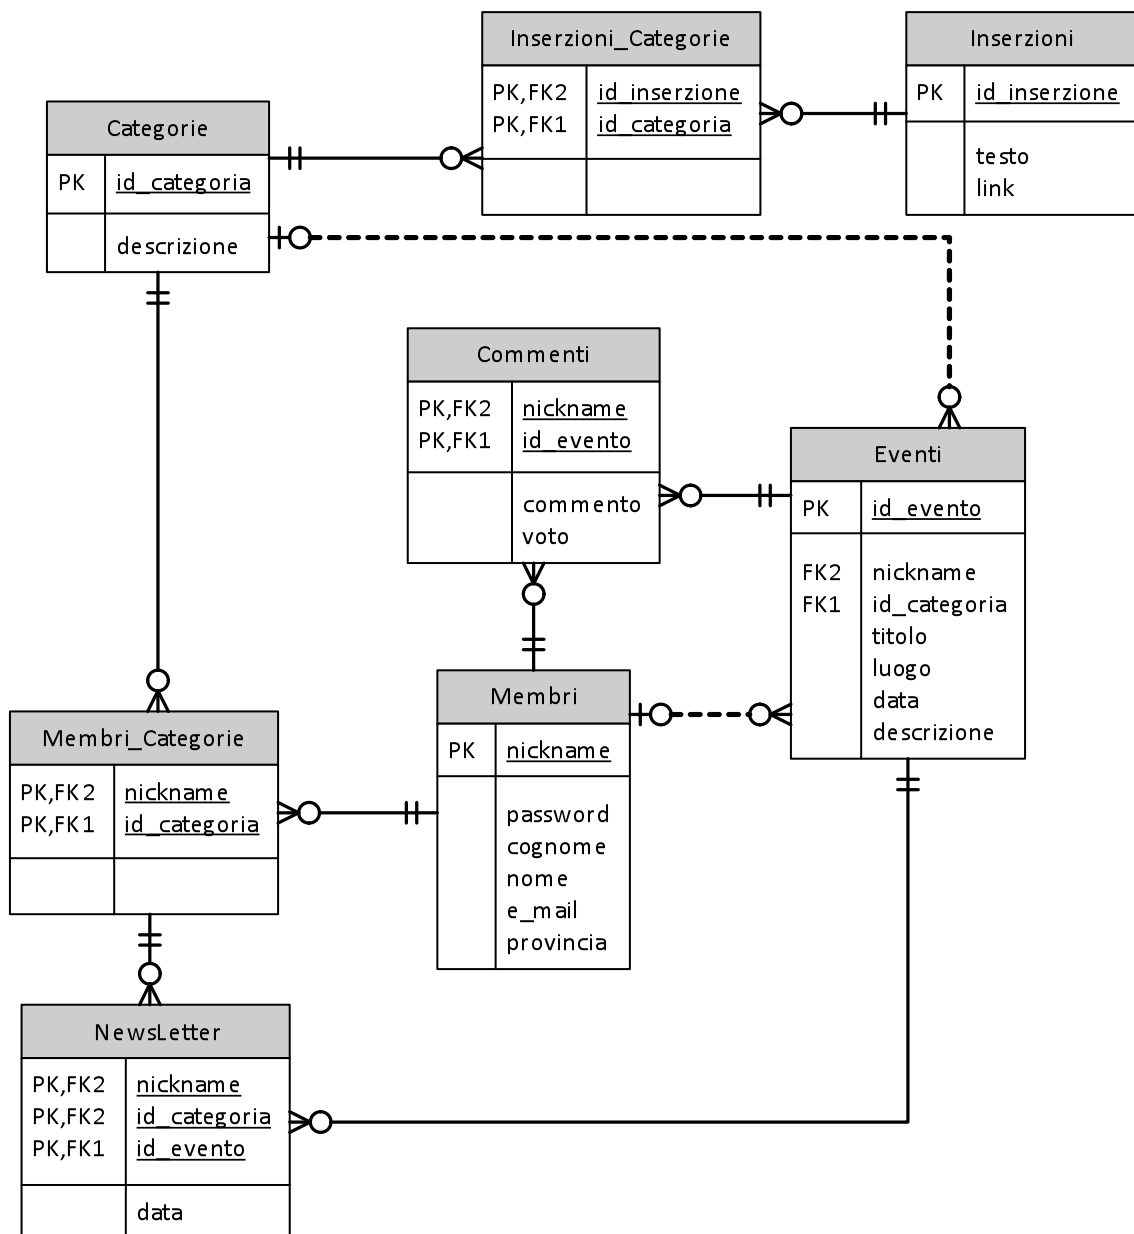 Inserzioni_Categorie
PK,FK2 id_inserzione
PK,FK1 id_categoria
Inserzioni
PK id_inserzione
testo
link
Categorie
PK id_categoria
descrizione
Commenti
PK,FK2 nickname
PK,FK1 id_evento
commento
voto
Eventi
PK id_evento
FK2 nickname
FK1 id_categoria
titolo
luogo
data
descrizione
Membri
PK nickname
password
cognome
nome
e_mail
provincia
Membri_Categorie
PK,FK2 nickname
PK,FK1 id_categoria
NewsLetter
PK,FK2 nickname
PK,FK2 id_categoria
PK,FK1 id_evento
data